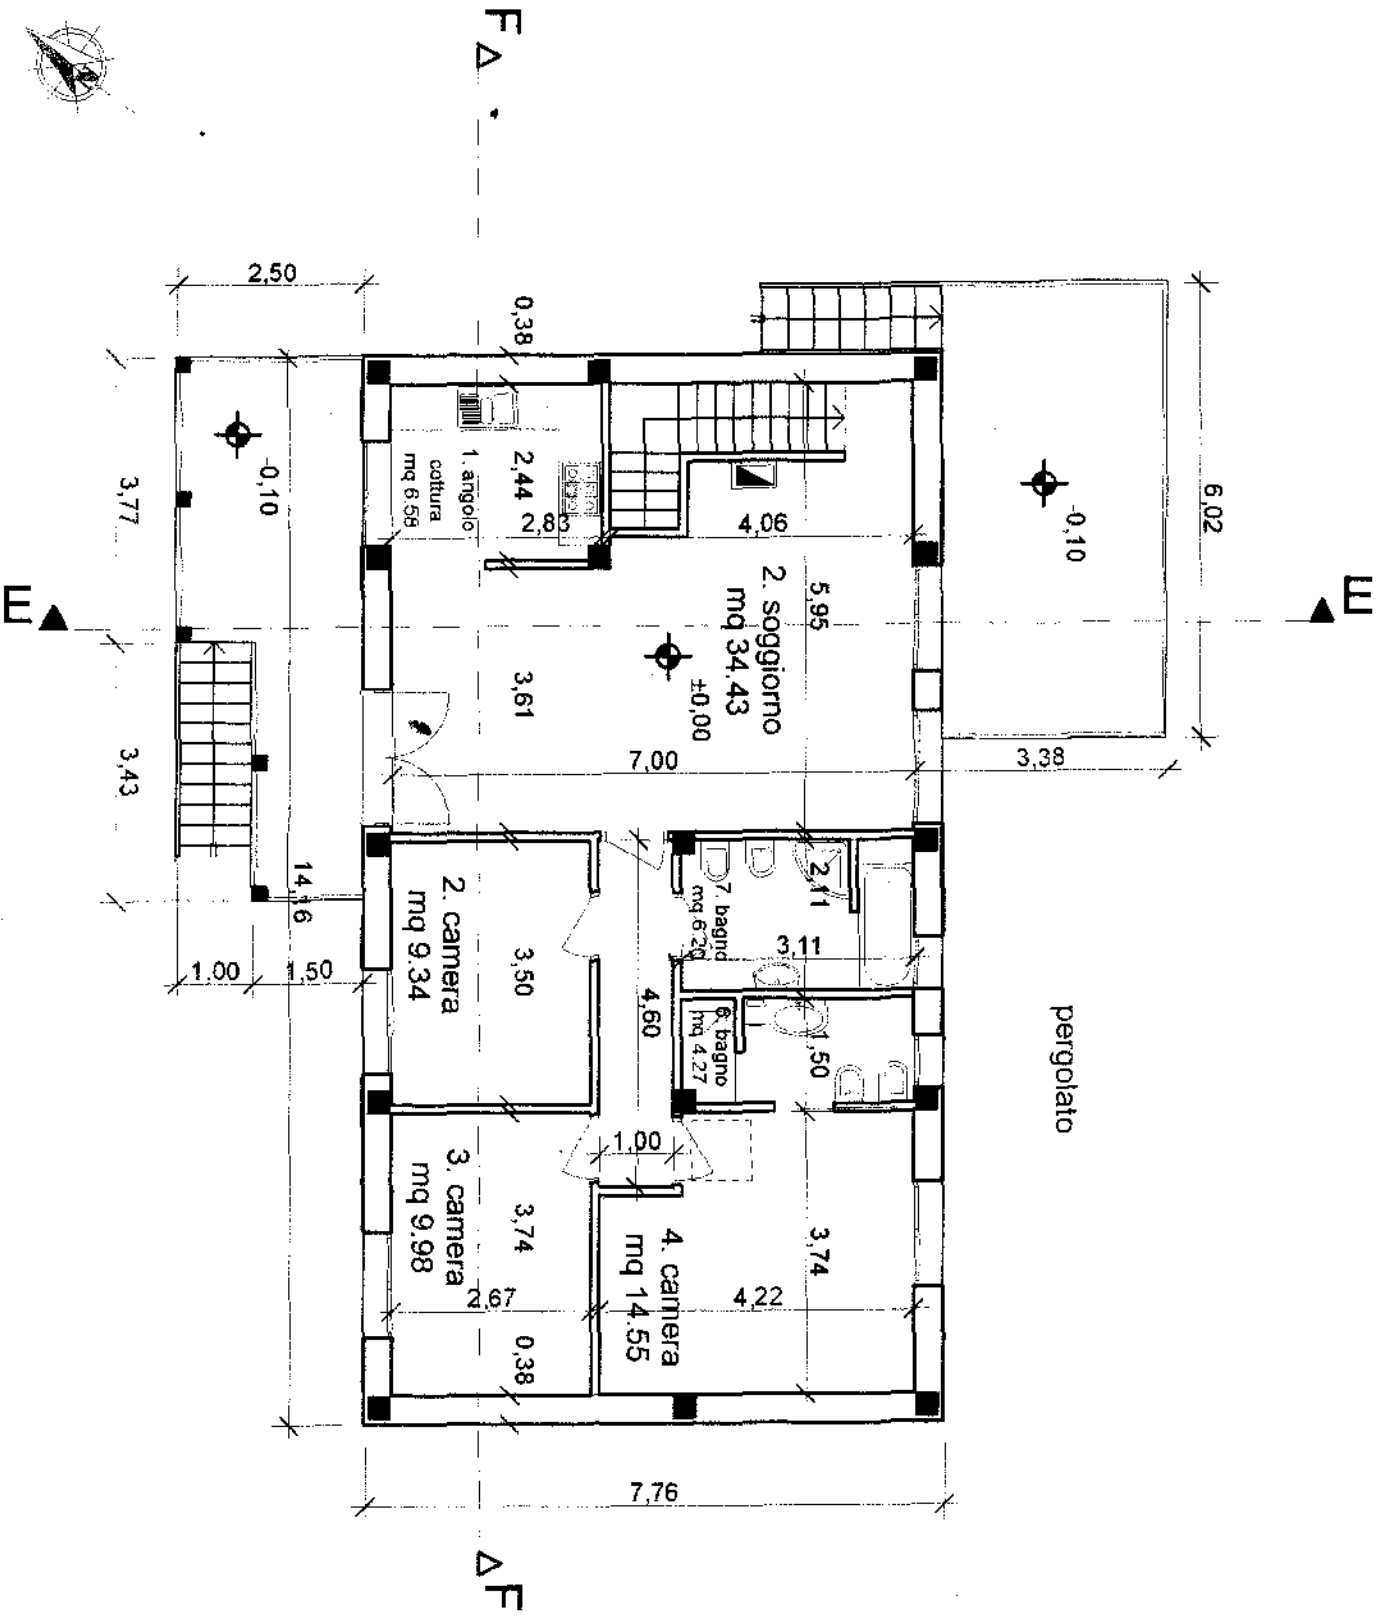 F
2,50
0,38
6,02
3,77
-0,10
1. angolo
cottura
mq 6.58
2,44
2,83
4,06
-0,10
E
E
2. soggiorno
mq 34.43
±0,00
5,95
3,61
7,00
3,38
3,43
14,16
1.00
1,50
2. camera
mq 9.34
3,50
4,60
7. bagno
mq 6.20
2,11
3,11
6. bagno
mq 4.27
1,50
pergolato
1,00
3. camera
mq 9.98
3,74
2,67
0,38
4. camera
mq 14.55
3,74
4,22
7,76
F